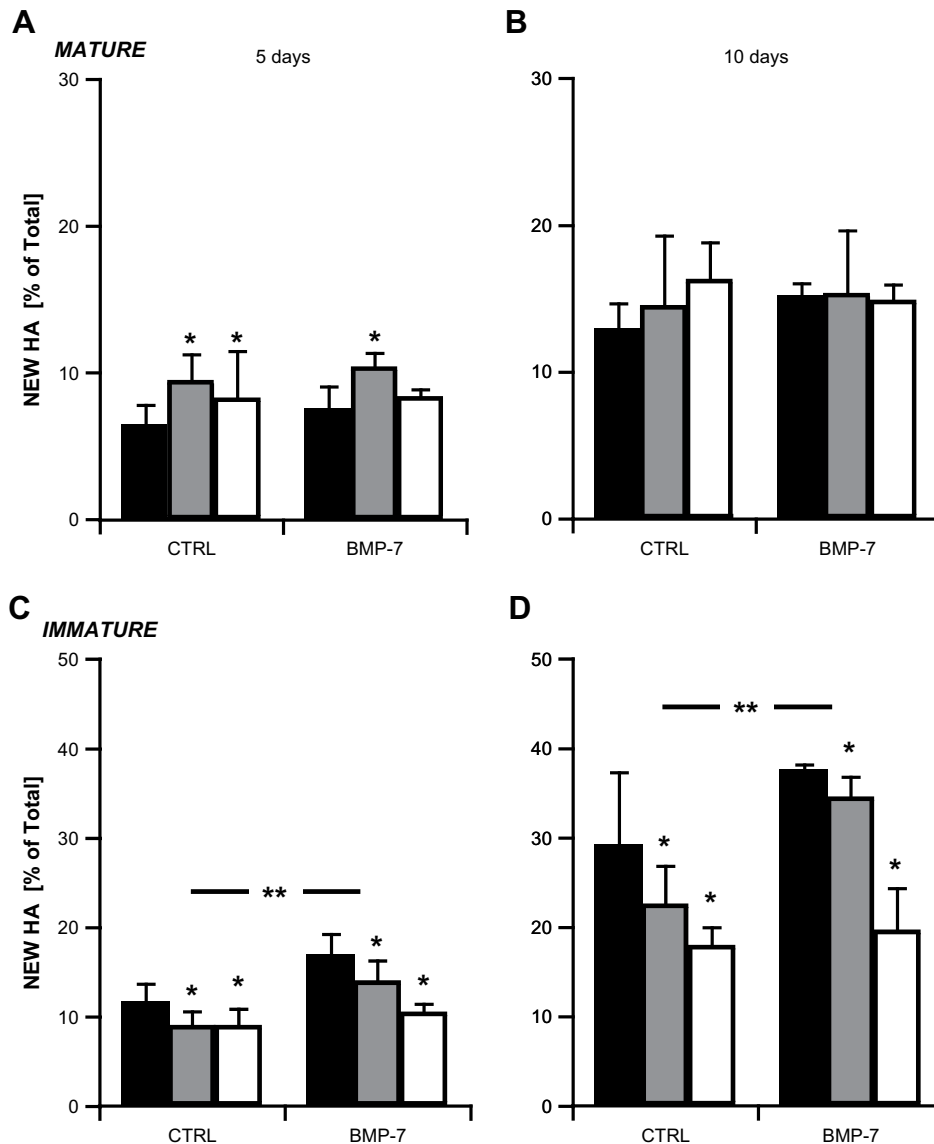 A
MATURE
5 days
NEW HA [% of Total]
30
20
10
0
* * *
CTRL BMP-7
B
10 days
30
20
10
0
CTRL BMP-7
C
IMMATURE
NEW HA [% of Total]
50
40
30
20
10
0
**
* * * *
CTRL BMP-7
D
50
40
30
20
10
0
**
* * * *
CTRL BMP-7